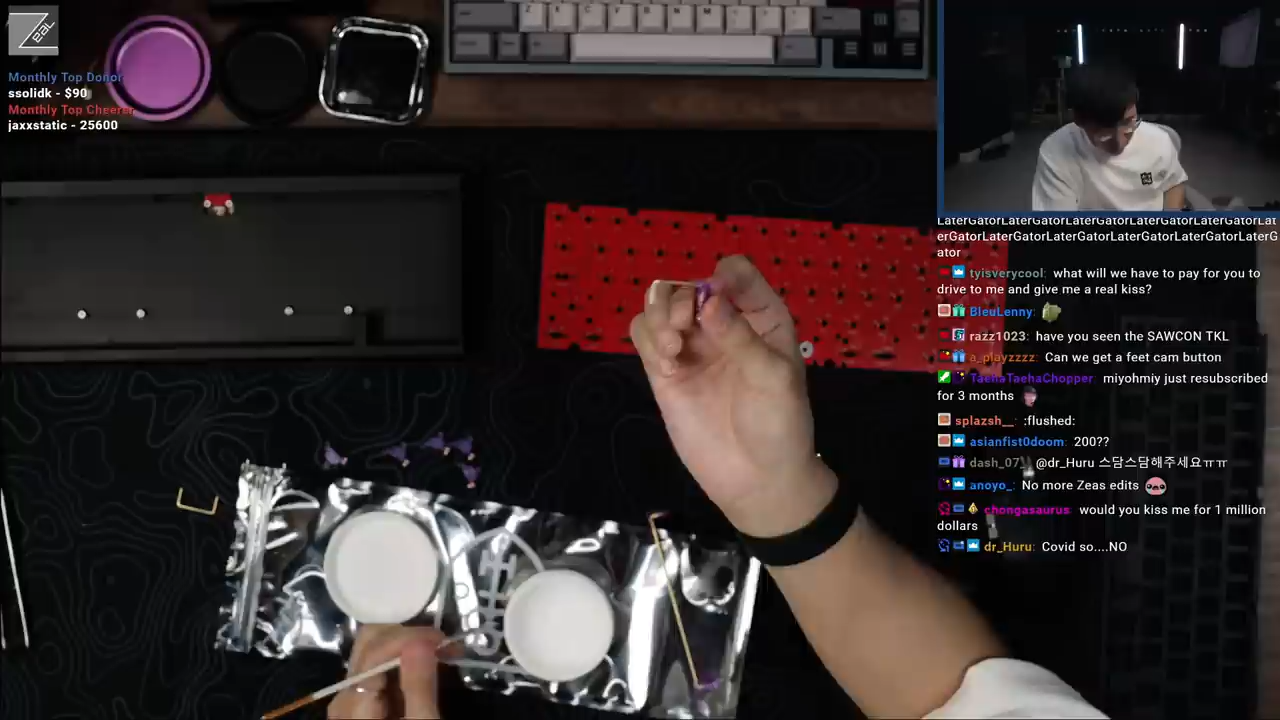 Zeal
Monthly Top Donor
ssolidk - $90
Monthly Top Cheerer
jaxxstatic - 25600
LaterGatorLaterGatorLaterGatorLaterGatorLaterGatorLat
erGatorLaterGatorLaterGatorLaterGatorLaterGatorLaterG
ator
tyisverycool: what will we have to pay for you to
drive to me and give me a real kiss?
BleuLenny:
razz1023: have you seen the SAWCON TKL
a_playzzzz: Can we get a feet cam button
TaehaTaehaChopper: miyohmiy just resubscribed
for 3 months
splazsh__: :flushed:
asianfist0doom: 200??
dash_07: @dr_Huru 스담스담해주세요ㅠㅠ
anoyo_: No more Zeas edits
chongasaurus: would you kiss me for 1 million
dollars
dr_Huru: Covid so....NO